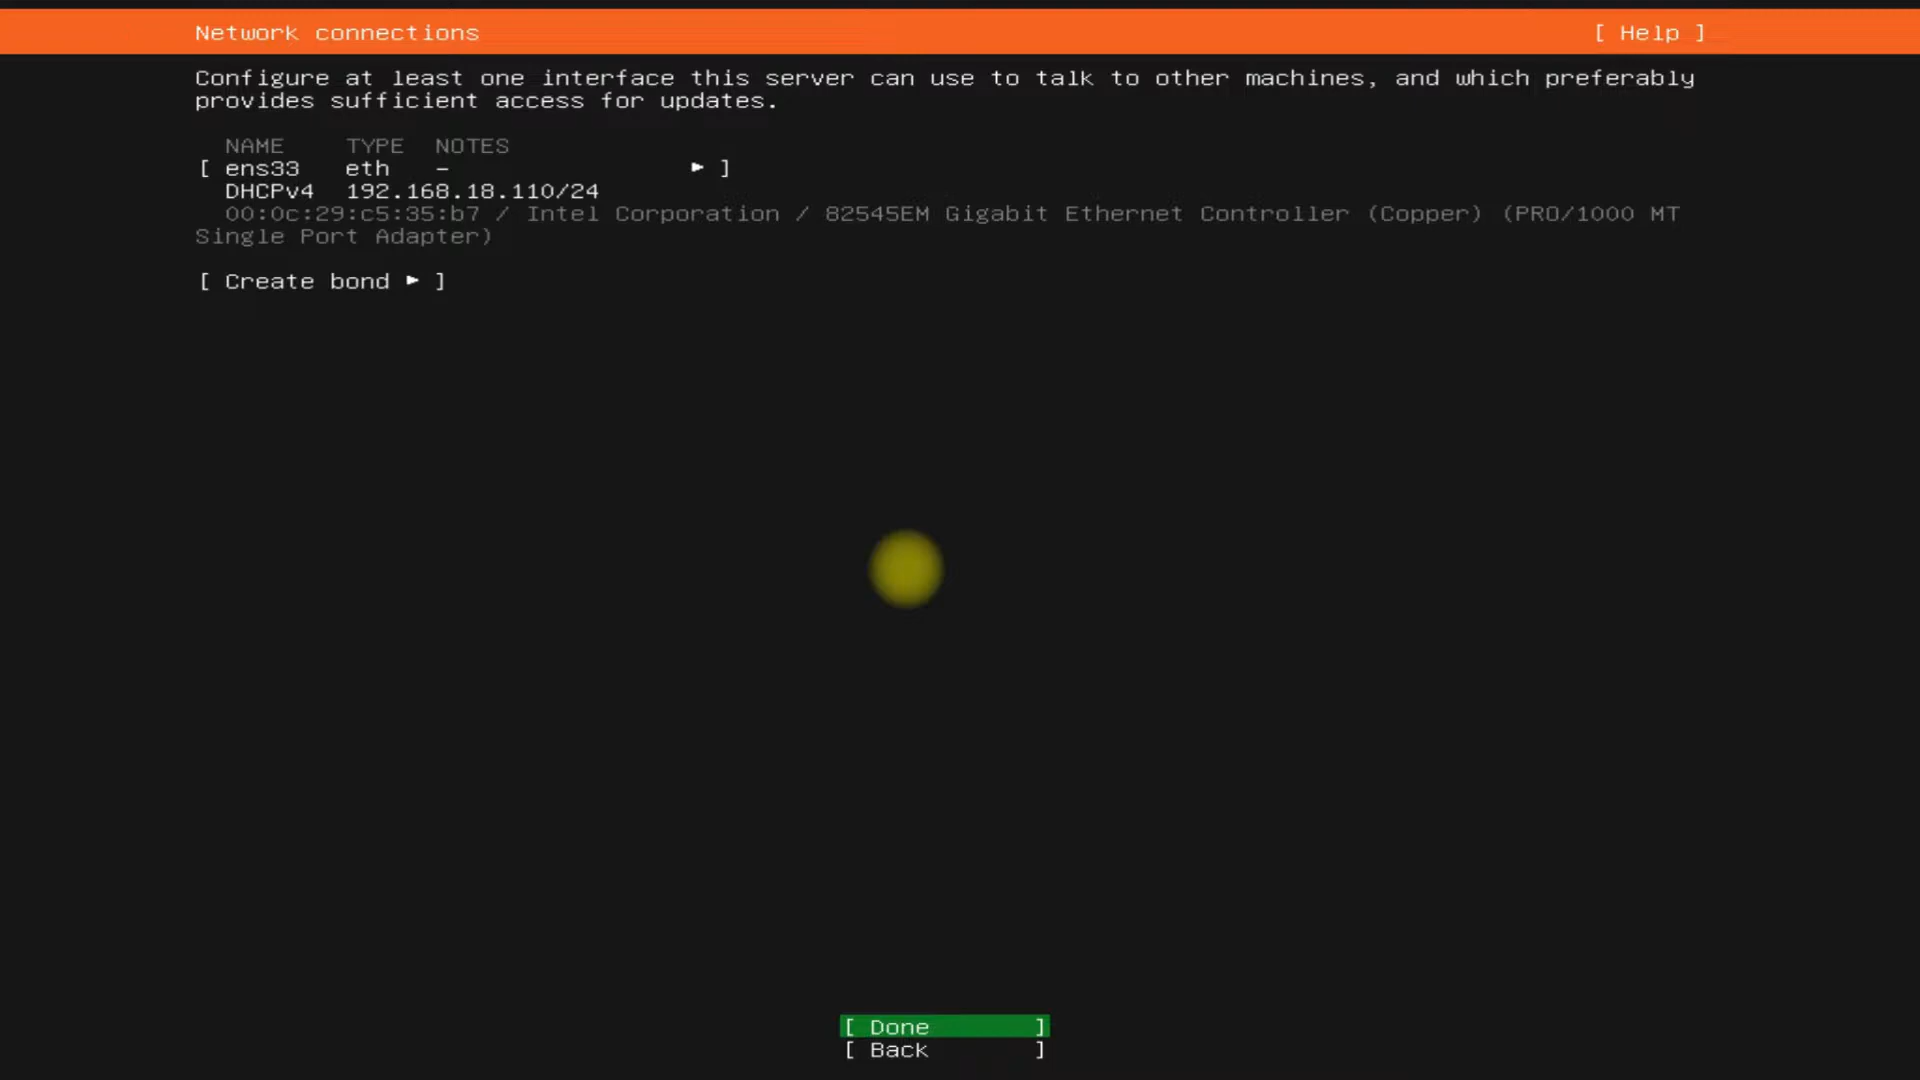 Network connections [ Help ]
Configure at least one interface this server can use to talk to other machines, and which preferably
provides sufficient access for updates.
NAME TYPE NOTES
[ ens33 eth – ▸ ]
DHCPv4 192.168.18.110/24
00:0c:29:c5:35:b7 / Intel Corporation / 82545EM Gigabit Ethernet Controller (Copper) (PRO/1000 MT
Single Port Adapter)
[ Create bond ▸ ]
[ Done ]
[ Back ]